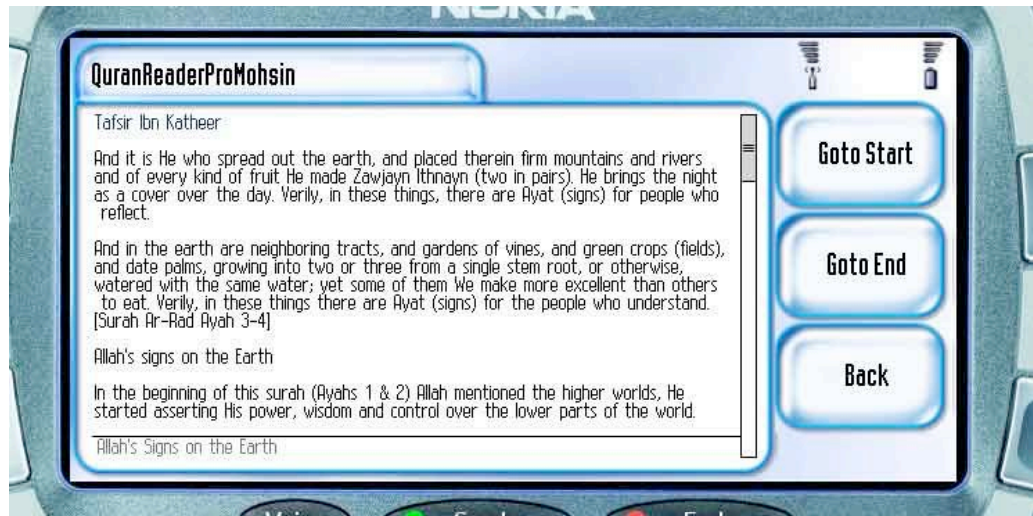 NOKIA
QuranReaderProMohsin
Tafsir Ibn Katheer
And it is He who spread out the earth, and placed therein firm mountains and rivers
and of every kind of fruit He made Zawjayn Ithnayn (two in pairs). He brings the night
as a cover over the day. Verily, in these things, there are Ayat (signs) for people who
reflect.
And in the earth are neighboring tracts, and gardens of vines, and green crops (fields),
and date palms, growing into two or three from a single stem root, or otherwise,
watered with the same water; yet some of them We make more excellent than others
to eat. Verily, in these things there are Ayat (signs) for the people who understand.
[Surah Ar-Rad Ayah 3-4]
Allah's signs on the Earth
In the beginning of this surah (Ayahs 1 & 2) Allah mentioned the higher worlds, He
started asserting His power, wisdom and control over the lower parts of the world.
Allah's Signs on the Earth
Goto Start
Goto End
Back